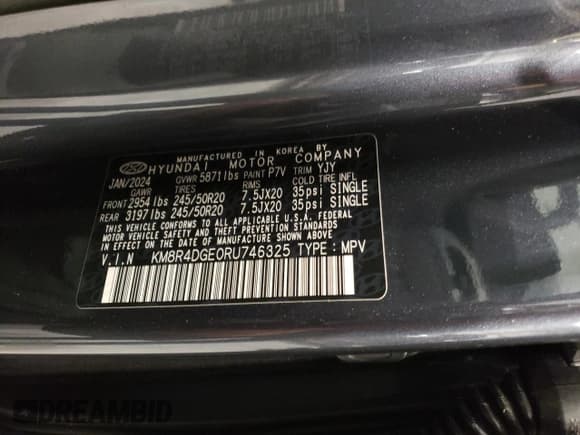 MANUFACTURED IN KOREA BY
HYUNDAI MOTOR COMPANY
JAN/2024 GVWR 5871 lbs PAINT P7V TRIM YJY
GAWR TIRES RIMS COLD TIRE INFL.
FRONT 2954 lbs 245/50R20 7.5JX20 35psi SINGLE
REAR 3197 lbs 245/50R20 7.5JX20 35psi SINGLE
THIS VEHICLE CONFORMS TO ALL APPLICABLE U.S.A. FEDERAL
MOTOR VEHICLE SAFETY, BUMPER, AND THEFT PREVENTION
STANDARDS IN EFFECT ON THE DATE OF MANUFACTURE SHOWN ABOVE.
V.I.N KM8R4DGE0RU746325 TYPE : MPV
DREAMBID